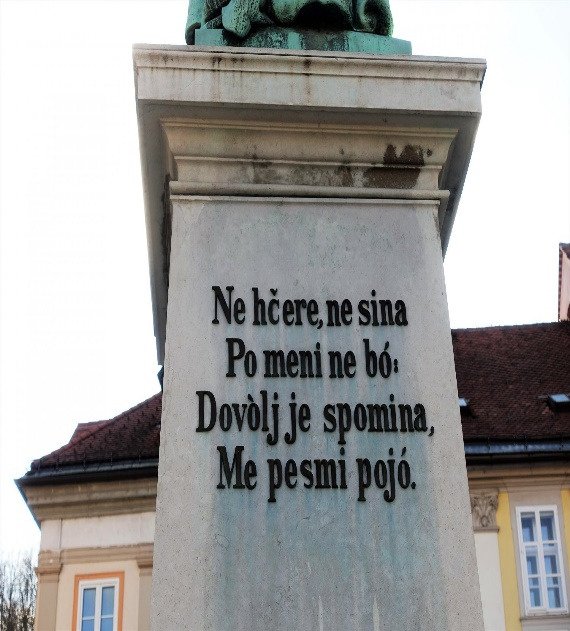 Ne hčere, ne sina
Po meni ne bó:
Dovòlj je spomina,
Me pesmi pojó.